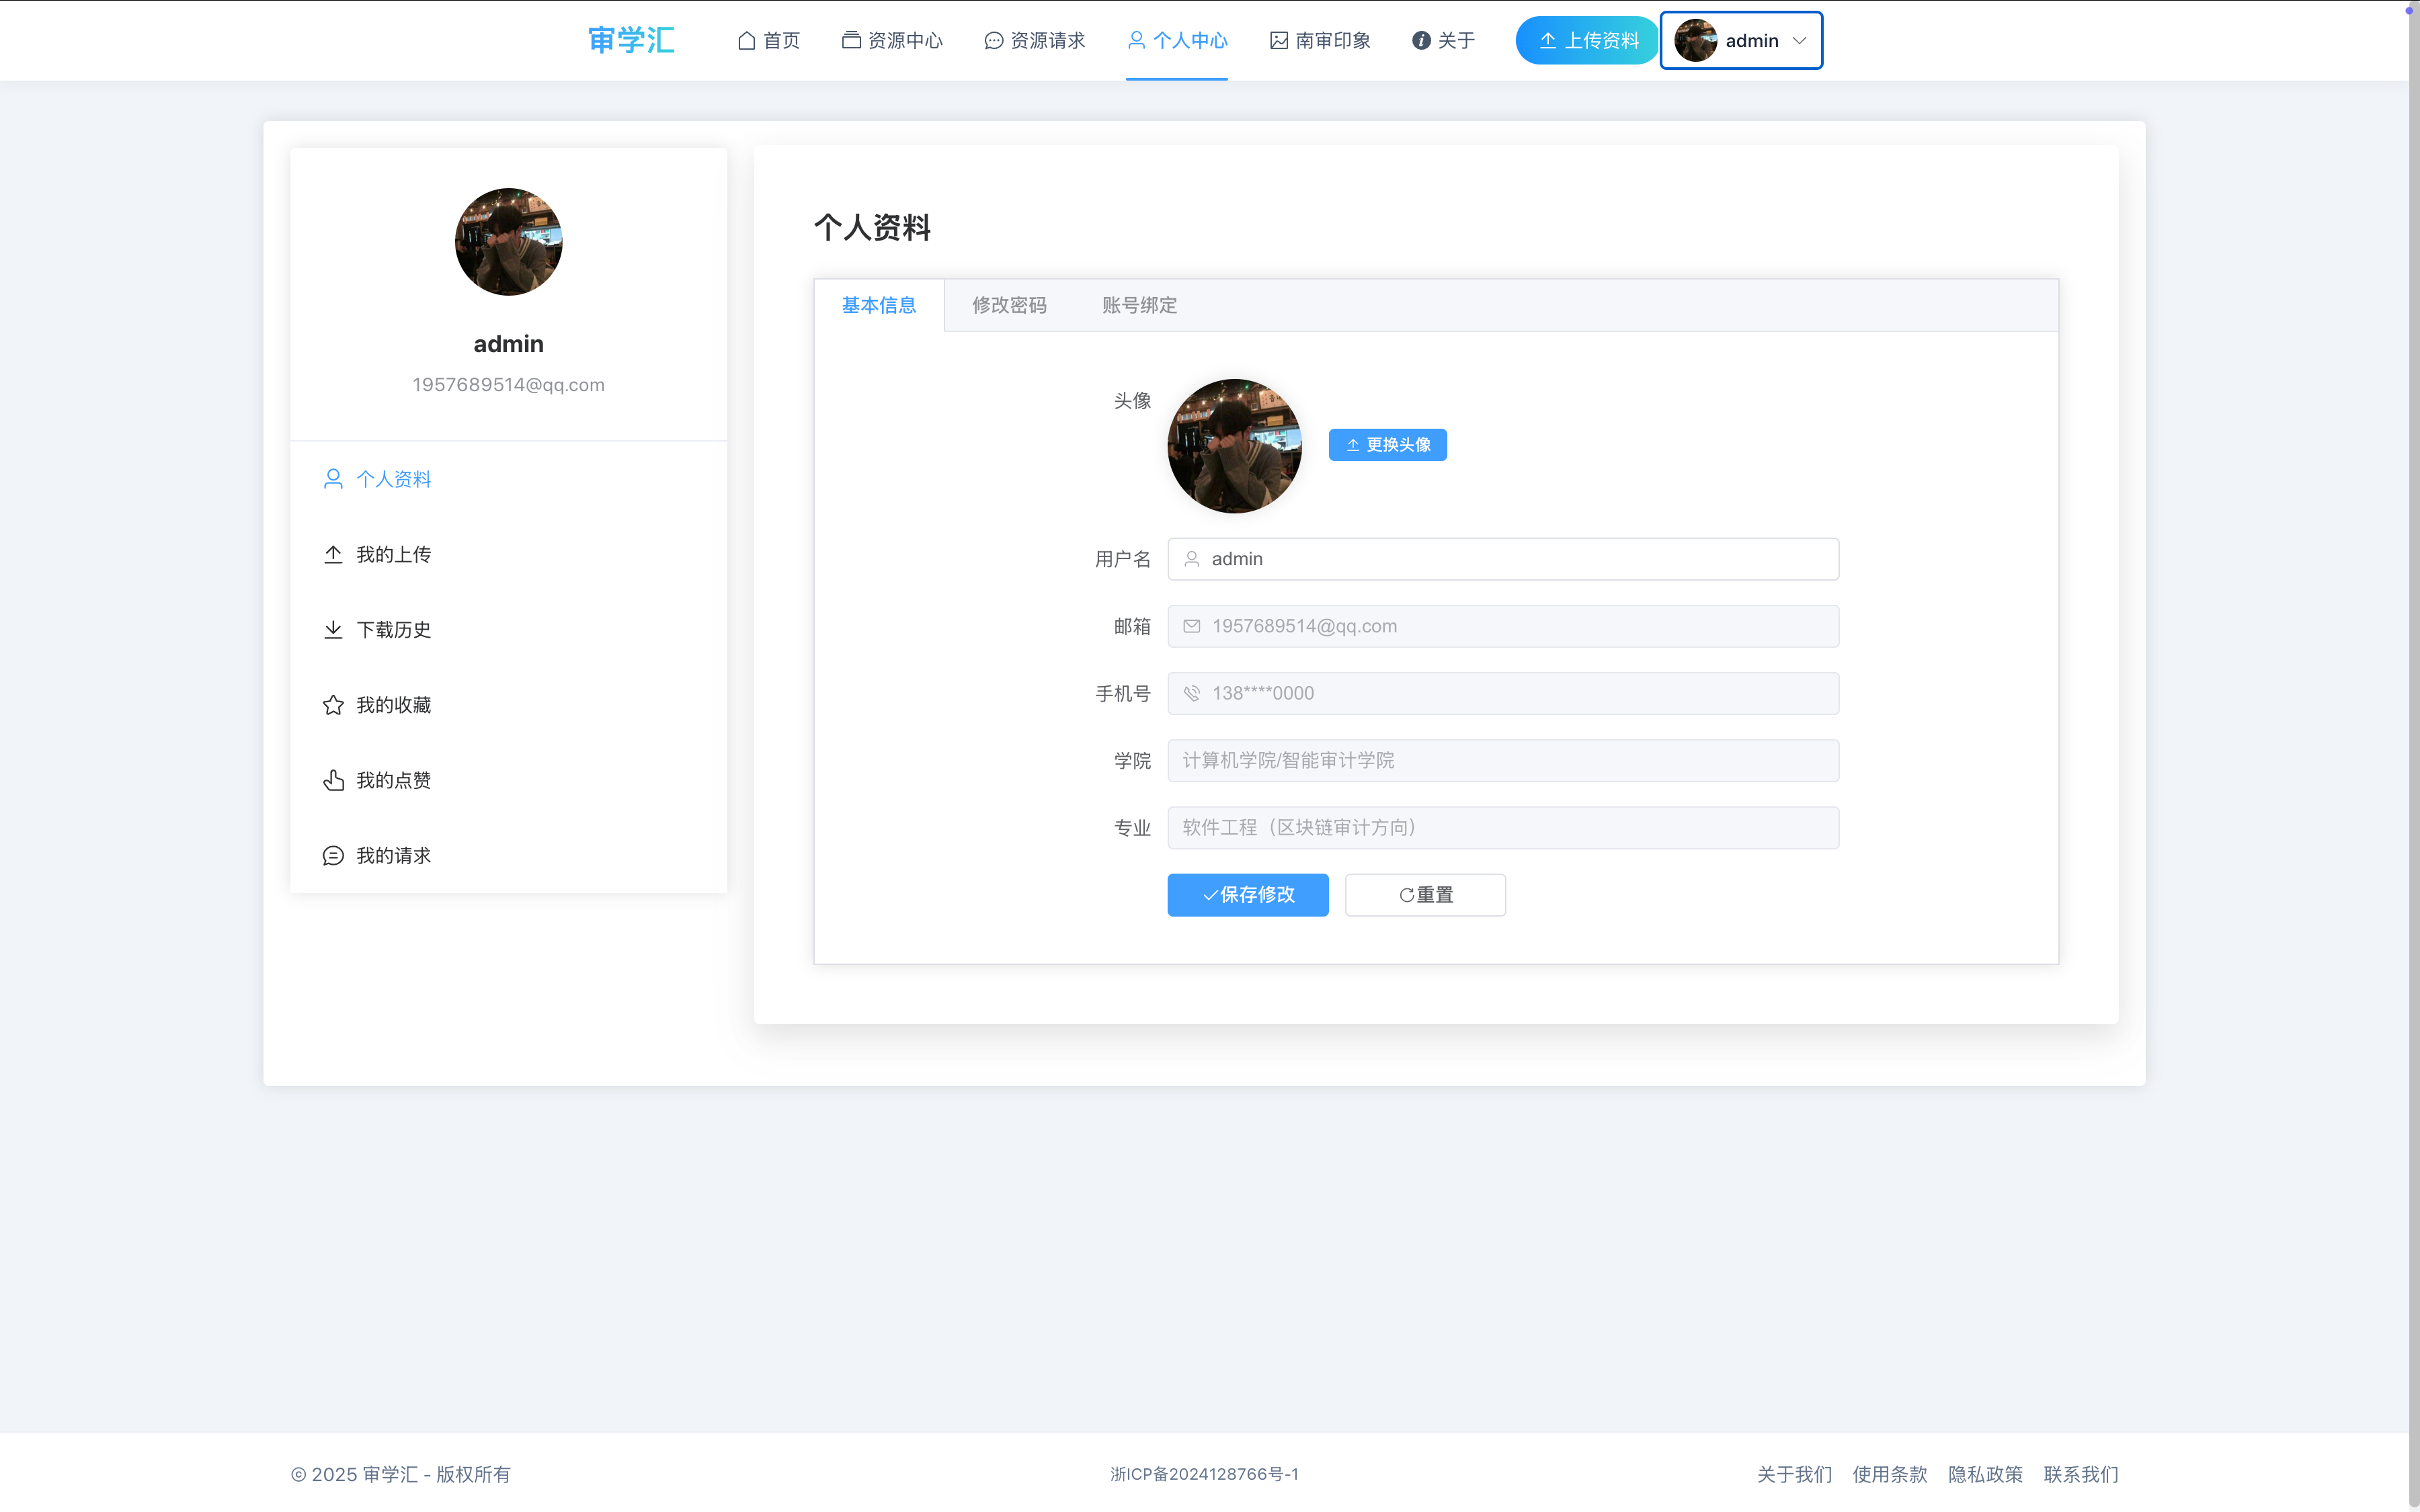 审学汇 首页 资源中心 资源请求 个人中心 南审印象 关于 上传资料 admin
admin
1957689514@qq.com
个人资料
我的上传
下载历史
我的收藏
我的点赞
我的请求
个人资料
基本信息 修改密码 账号绑定
头像 更换头像
用户名 admin
邮箱 1957689514@qq.com
手机号 138****0000
学院 计算机学院/智能审计学院
专业 软件工程（区块链审计方向）
保存修改 重置
© 2025 审学汇 - 版权所有 浙ICP备2024128766号-1 关于我们 使用条款 隐私政策 联系我们